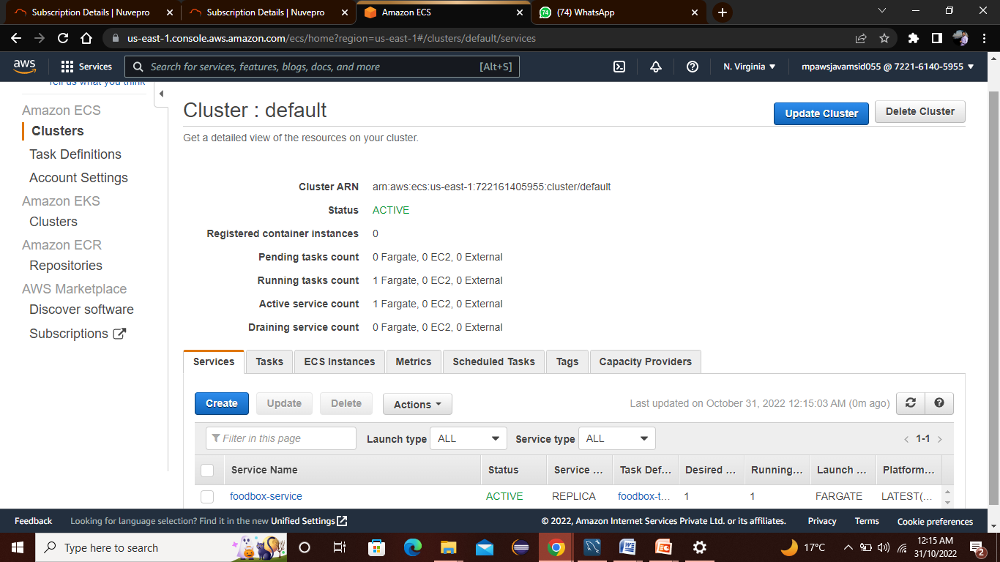 Subscription Details | Nuvepro
Subscription Details | Nuvepro
Amazon ECS
74
(74) WhatsApp
us-east-1.console.aws.amazon.com/ecs/home?region=us-east-1#/clusters/default/services
aws
Services
Search for services, features, blogs, docs, and more
[Alt+S]
N. Virginia
mpawsjavamsid055 @ 7221-6140-5955
Tell us what you think
Amazon ECS
Clusters
Task Definitions
Account Settings
Amazon EKS
Clusters
Amazon ECR
Repositories
AWS Marketplace
Discover software
Subscriptions
Cluster : default
Update Cluster
Delete Cluster
Get a detailed view of the resources on your cluster.
Cluster ARN arn:aws:ecs:us-east-1:722161405955:cluster/default
Status ACTIVE
Registered container instances 0
Pending tasks count 0 Fargate, 0 EC2, 0 External
Running tasks count 1 Fargate, 0 EC2, 0 External
Active service count 1 Fargate, 0 EC2, 0 External
Draining service count 0 Fargate, 0 EC2, 0 External
Services Tasks ECS Instances Metrics Scheduled Tasks Tags Capacity Providers
Create Update Delete Actions
Last updated on October 31, 2022 12:15:03 AM (0m ago)
Filter in this page Launch type ALL Service type ALL 1-1
Service Name Status Service ... Task Def... Desired ... Running... Launch ... Platform...
foodbox-service ACTIVE REPLICA foodbox-t... 1 1 FARGATE LATEST(...
Feedback Looking for language selection? Find it in the new Unified Settings
© 2022, Amazon Internet Services Private Ltd. or its affiliates. Privacy Terms Cookie preferences
Type here to search
17°C
12:15 AM
31/10/2022
2